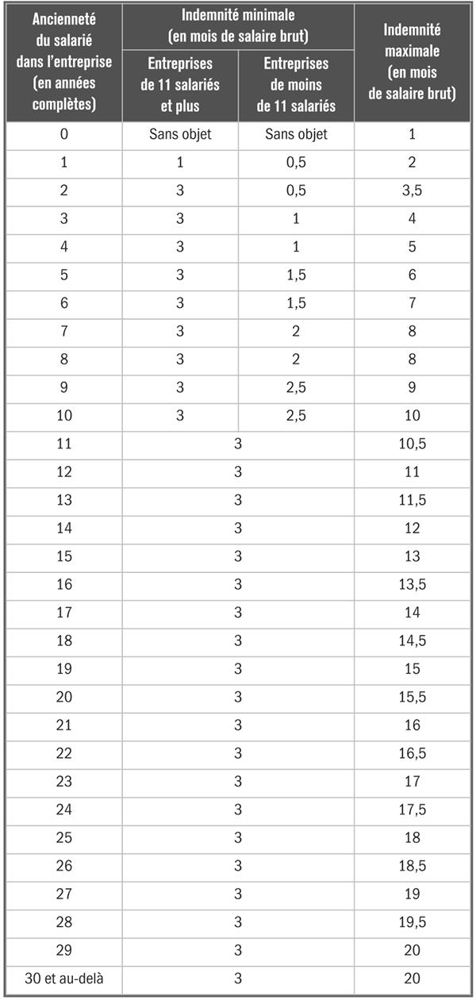 Ancienneté
du salarié
dans l'entreprise
(en années
complètes)
Indemnité minimale
(en mois de salaire brut)
Entreprises
de 11 salariés
et plus
Entreprises
de moins
de 11 salariés
Indemnité
maximale
(en mois
de salaire brut)
0 Sans objet Sans objet 1
1 1 0,5 2
2 3 0,5 3,5
3 3 1 4
4 3 1 5
5 3 1,5 6
6 3 1,5 7
7 3 2 8
8 3 2 8
9 3 2,5 9
10 3 2,5 10
11 3 10,5
12 3 11
13 3 11,5
14 3 12
15 3 13
16 3 13,5
17 3 14
18 3 14,5
19 3 15
20 3 15,5
21 3 16
22 3 16,5
23 3 17
24 3 17,5
25 3 18
26 3 18,5
27 3 19
28 3 19,5
29 3 20
30 et au-delà 3 20